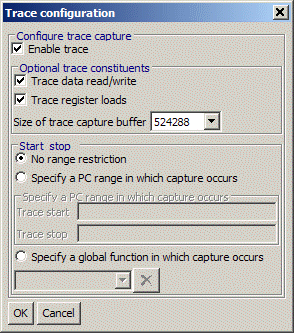 Trace configuration
Configure trace capture
Enable trace
Optional trace constituents
Trace data read/write
Trace register loads
Size of trace capture buffer 524288
Start stop
No range restriction
Specify a PC range in which capture occurs
Specify a PC range in which capture occurs
Trace start
Trace stop
Specify a global function in which capture occurs
OK Cancel